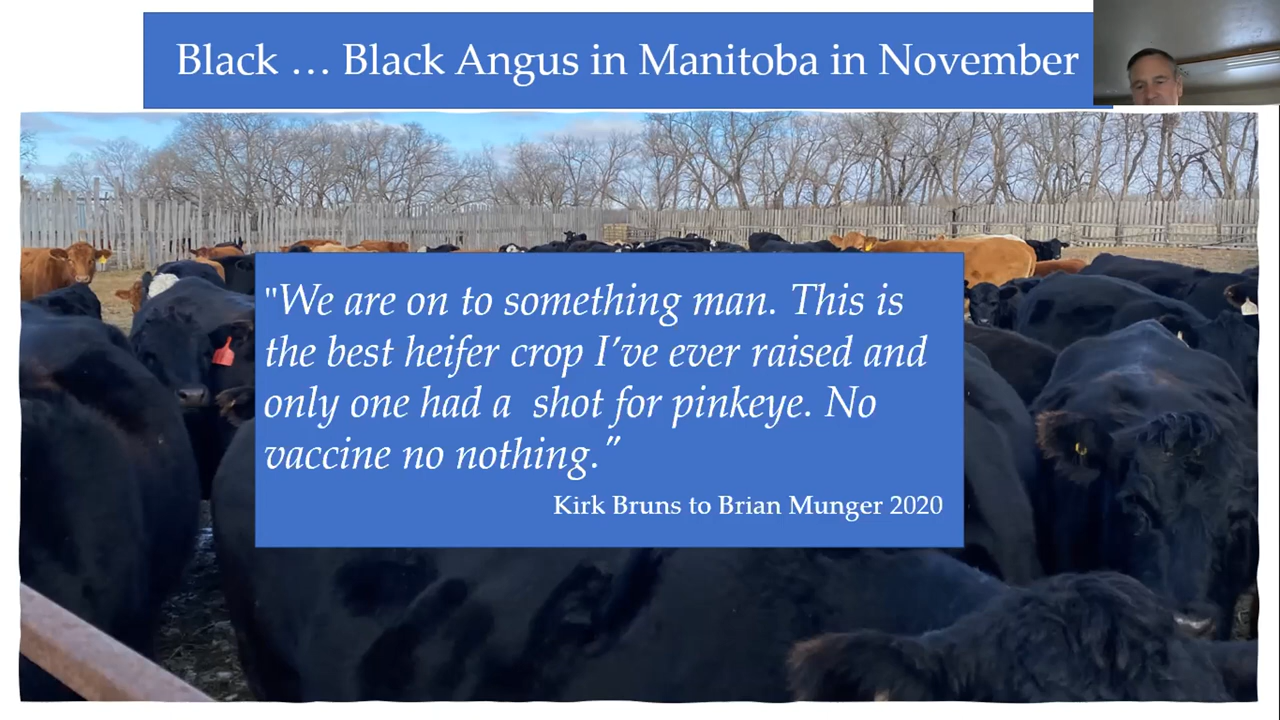 Black … Black Angus in Manitoba in November
"We are on to something man. This is
the best heifer crop I’ve ever raised and
only one had a  shot for pinkeye. No
vaccine no nothing.”
Kirk Bruns to Brian Munger 2020